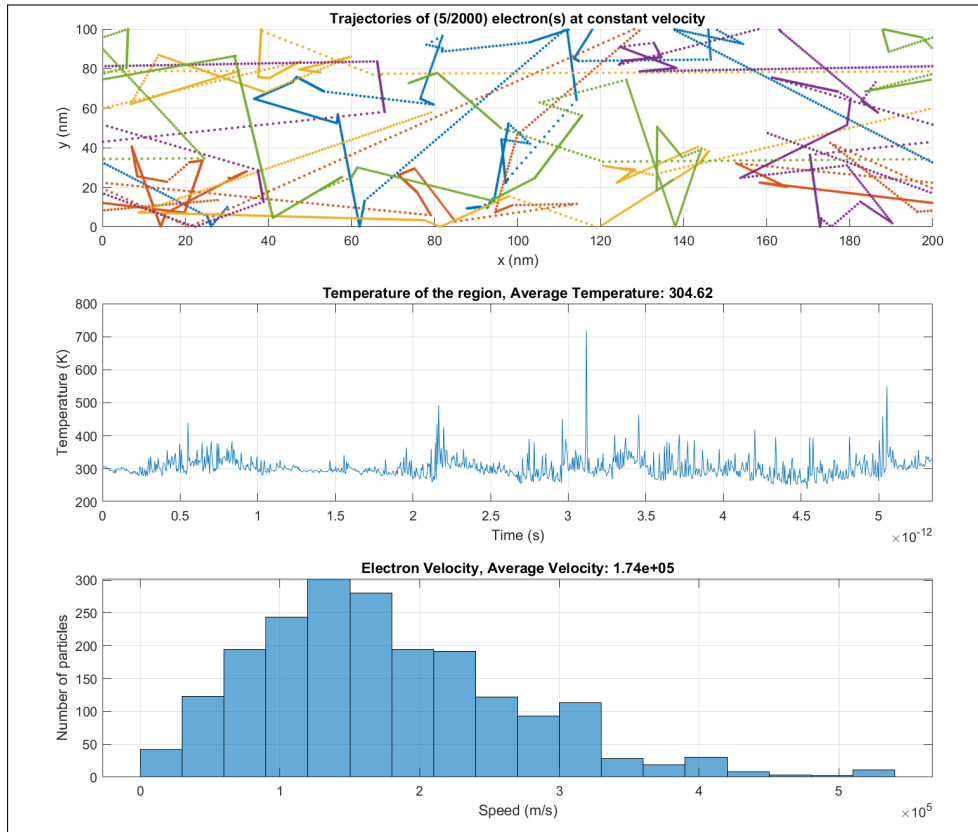 Trajectories of (5/2000) electron(s) at constant velocity
100
80
60
40
20
0
y (nm)
0 20 40 60 80 100 120 140 160 180 200
x (nm)
Temperature of the region, Average Temperature: 304.62
800
700
600
500
400
300
200
Temperature (K)
0 0.5 1 1.5 2 2.5 3 3.5 4 4.5 5
Time (s)
×10^-12
Electron Velocity, Average Velocity: 1.74e+05
300
250
200
150
100
50
0
Number of particles
0 1 2 3 4 5
Speed (m/s)
×10^5